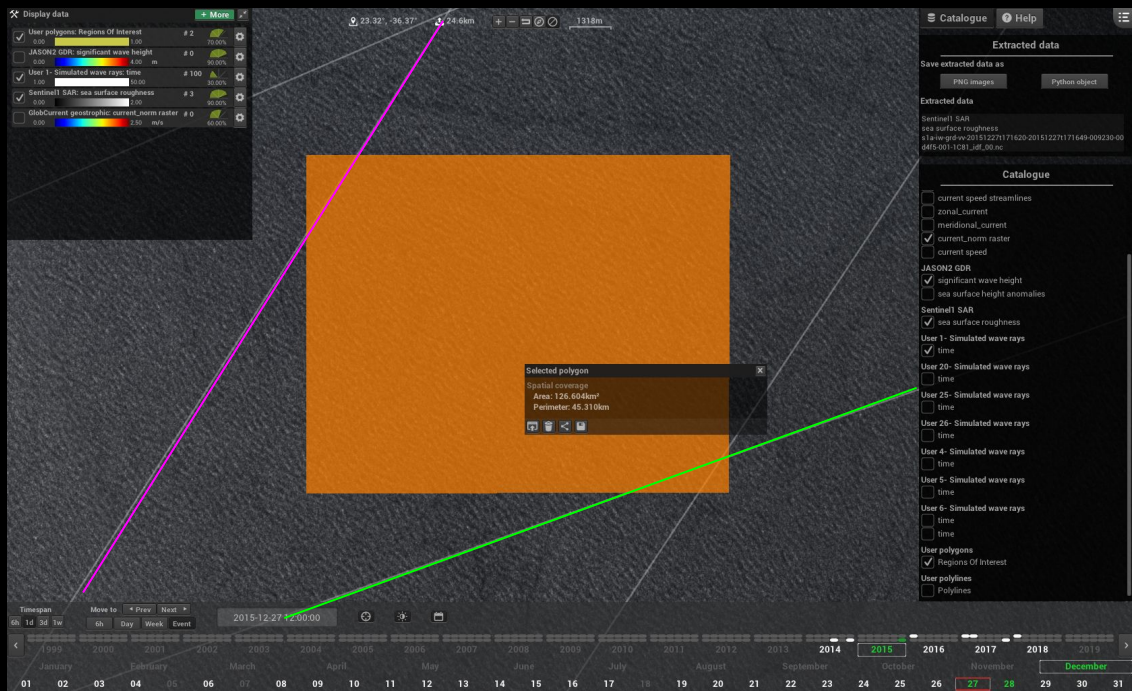 Display data
+ More
User polygons: Regions Of Interest # 2
0.00 1.00 70.00%
JASON2 GDR: significant wave height # 0
0.00 4.00 m 90.00%
User 1- Simulated wave rays: time # 100
1.00 50.00 30.00%
Sentinel1 SAR: sea surface roughness # 3
0.00 2.00 90.00%
GlobCurrent geostrophic: current_norm raster # 0
0.00 2.50 m/s 60.00%
23.32°, -36.37° 24.6km 1318m
Catalogue Help
Extracted data
Save extracted data as
PNG images Python object
Extracted data
Sentinel1 SAR
sea surface roughness
s1a-iw-grd-vv-20151227t171620-20151227t171649-009230-00
d4f5-001-1C81_idf_00.nc
Catalogue
current speed streamlines
zonal_current
meridional_current
current_norm raster
current speed
JASON2 GDR
significant wave height
sea surface height anomalies
Sentinel1 SAR
sea surface roughness
User 1- Simulated wave rays
time
User 20- Simulated wave rays
time
User 25- Simulated wave rays
time
User 26- Simulated wave rays
time
User 4- Simulated wave rays
time
User 5- Simulated wave rays
time
User 6- Simulated wave rays
time
time
User polygons
Regions Of Interest
User polylines
Polylines
Selected polygon
Spatial coverage
Area: 126.604km²
Perimeter: 45.310km
Timespan
6h 1d 3d 1w
Move to Prev Next
6h Day Week Event
2015-12-27 12:00:00
1999 2000 2001 2002 2003 2004 2005 2006 2007 2008 2009 2010 2011 2012 2013 2014 2015 2016 2017 2018 2019
January February March April May June July August September October November December
01 02 03 04 05 06 07 08 09 10 11 12 13 14 15 16 17 18 19 20 21 22 23 24 25 26 27 28 29 30 31